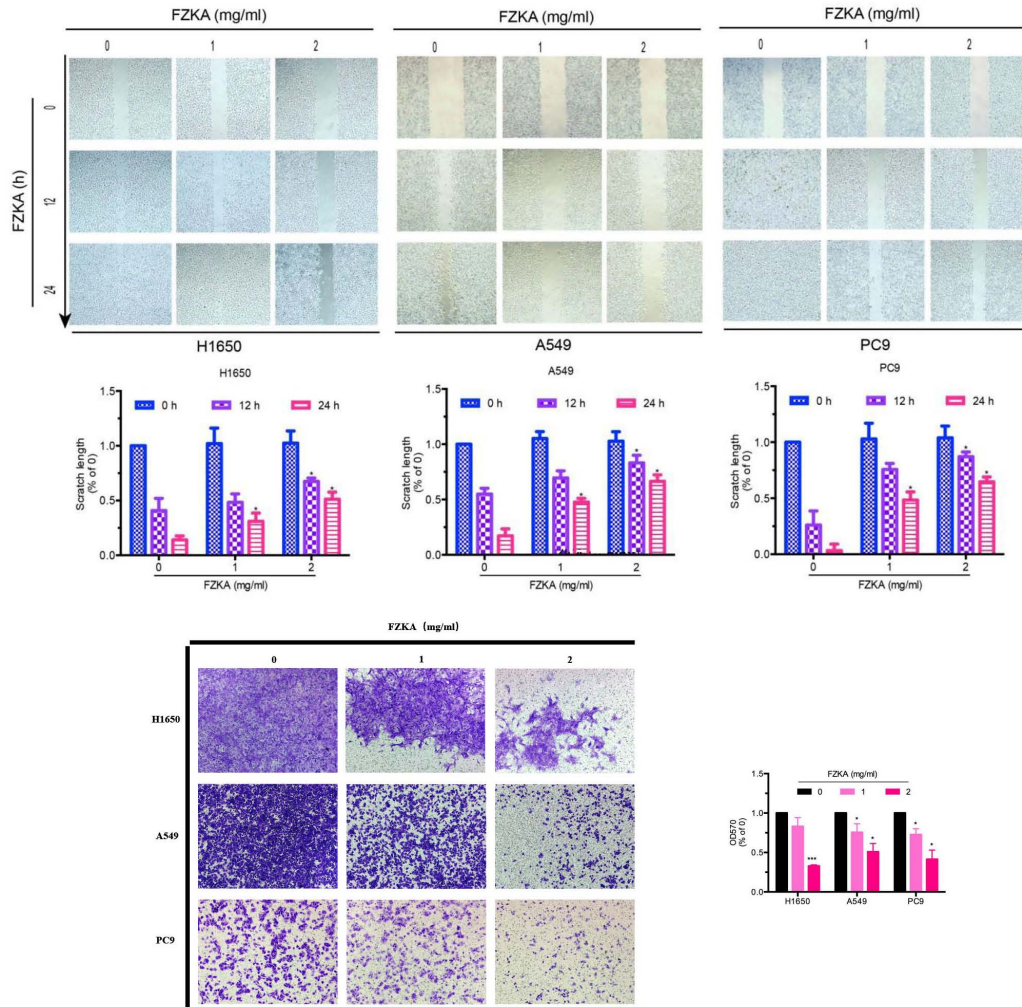 FZKA (mg/ml) FZKA (mg/ml) FZKA (mg/ml)
0 1 2 0 1 2 0 1 2
FZKA (h)
0
12
24
H1650 A549 PC9
H1650
1.5
1.0
0.5
0.0
Scratch length
(% of 0)
0 h 12 h 24 h
* * *
0 1 2
FZKA (mg/ml)
A549
1.5
1.0
0.5
0.0
Scratch length
(% of 0)
0 h 12 h 24 h
* * *
0 1 2
FZKA (mg/ml)
PC9
1.5
1.0
0.5
0.0
Scratch length
(% of 0)
0 h 12 h 24 h
* * *
0 1 2
FZKA (mg/ml)
FZKA (mg/ml)
0 1 2
H1650
A549
PC9
FZKA (mg/ml)
0 1 2
1.5
1.0
0.5
0.0
OD570
(% of 0)
*** * * * *
H1650 A549 PC9